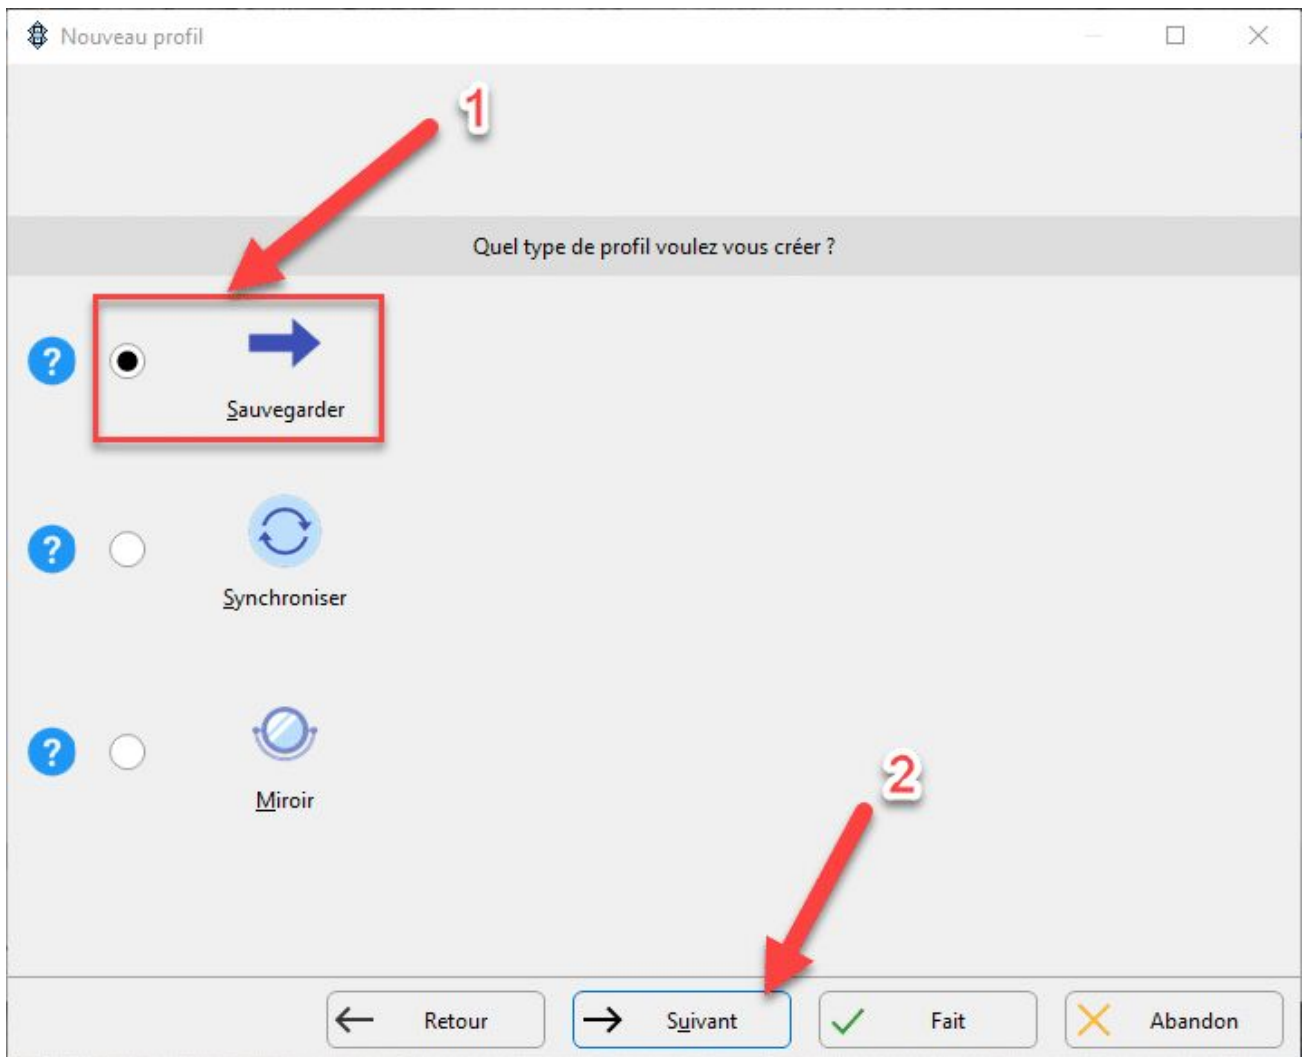 Nouveau profil
1
Quel type de profil voulez vous créer ?
?
Sauvegarder
?
Synchroniser
?
Miroir
2
Retour
Suivant
Fait
Abandon